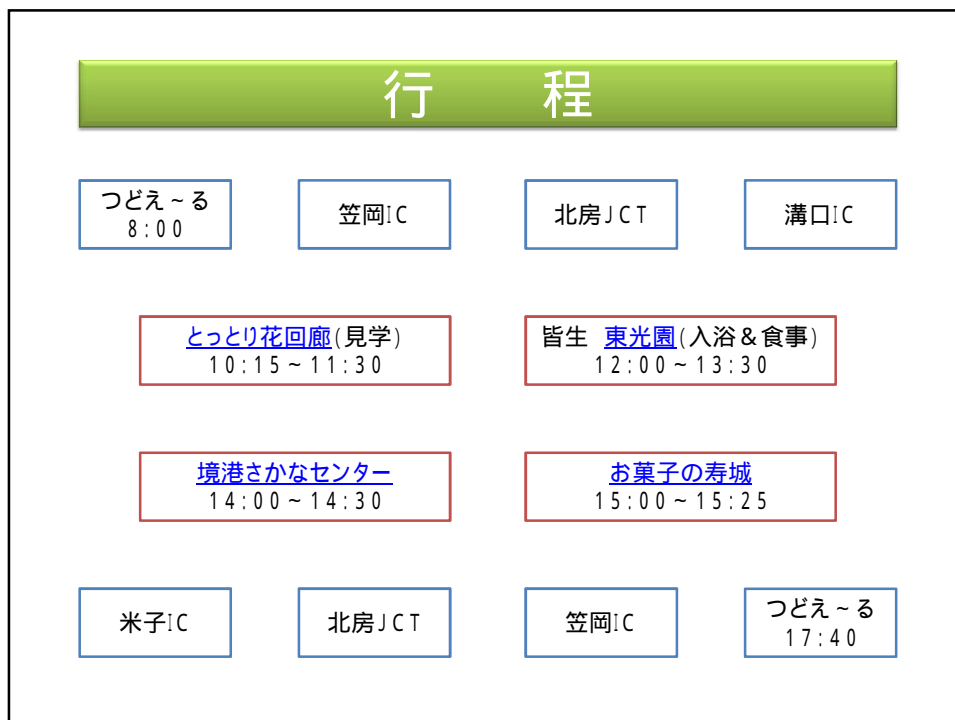 行　　程
つどえ～る
8:00
笠岡IC
北房JCT
溝口IC
とっとり花回廊(見学)
10:15～11:30
皆生 東光園(入浴＆食事)
12:00～13:30
境港さかなセンター
14:00～14:30
お菓子の寿城
15:00～15:25
米子IC
北房JCT
笠岡IC
つどえ～る
17:40